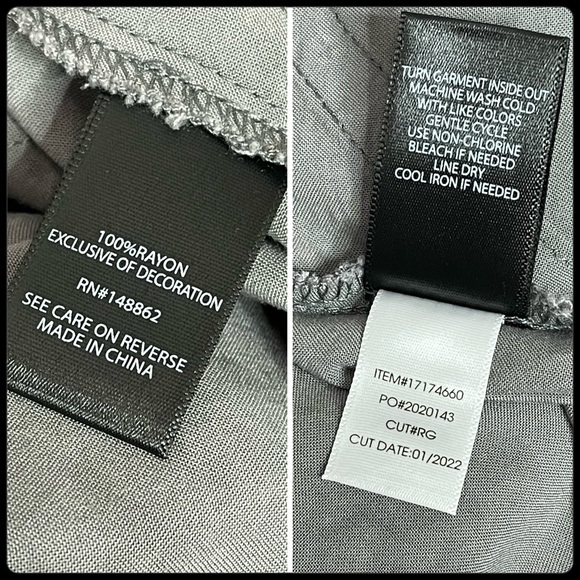 100%RAYON
EXCLUSIVE OF DECORATION
RN#148862
SEE CARE ON REVERSE
MADE IN CHINA
TURN GARMENT INSIDE OUT
MACHINE WASH COLD
WITH LIKE COLORS
GENTLE CYCLE
USE NON-CHLORINE
BLEACH IF NEEDED
LINE DRY
COOL IRON IF NEEDED
ITEM#17174660
PO#2020143
CUT#RG
CUT DATE:01/2022